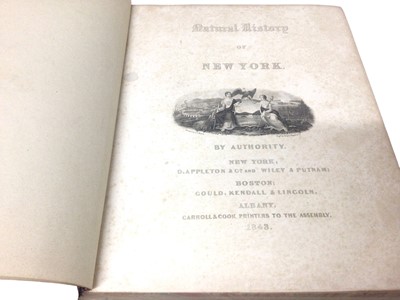 Natural History
OF
NEW YORK.
BY AUTHORITY.
NEW YORK;
D. APPLETON & CO. AND WILEY & PUTNAM;
BOSTON:
GOULD, KENDALL & LINCOLN,
ALBANY.
CARROLL & COOK, PRINTERS TO THE ASSEMBLY.
1843.